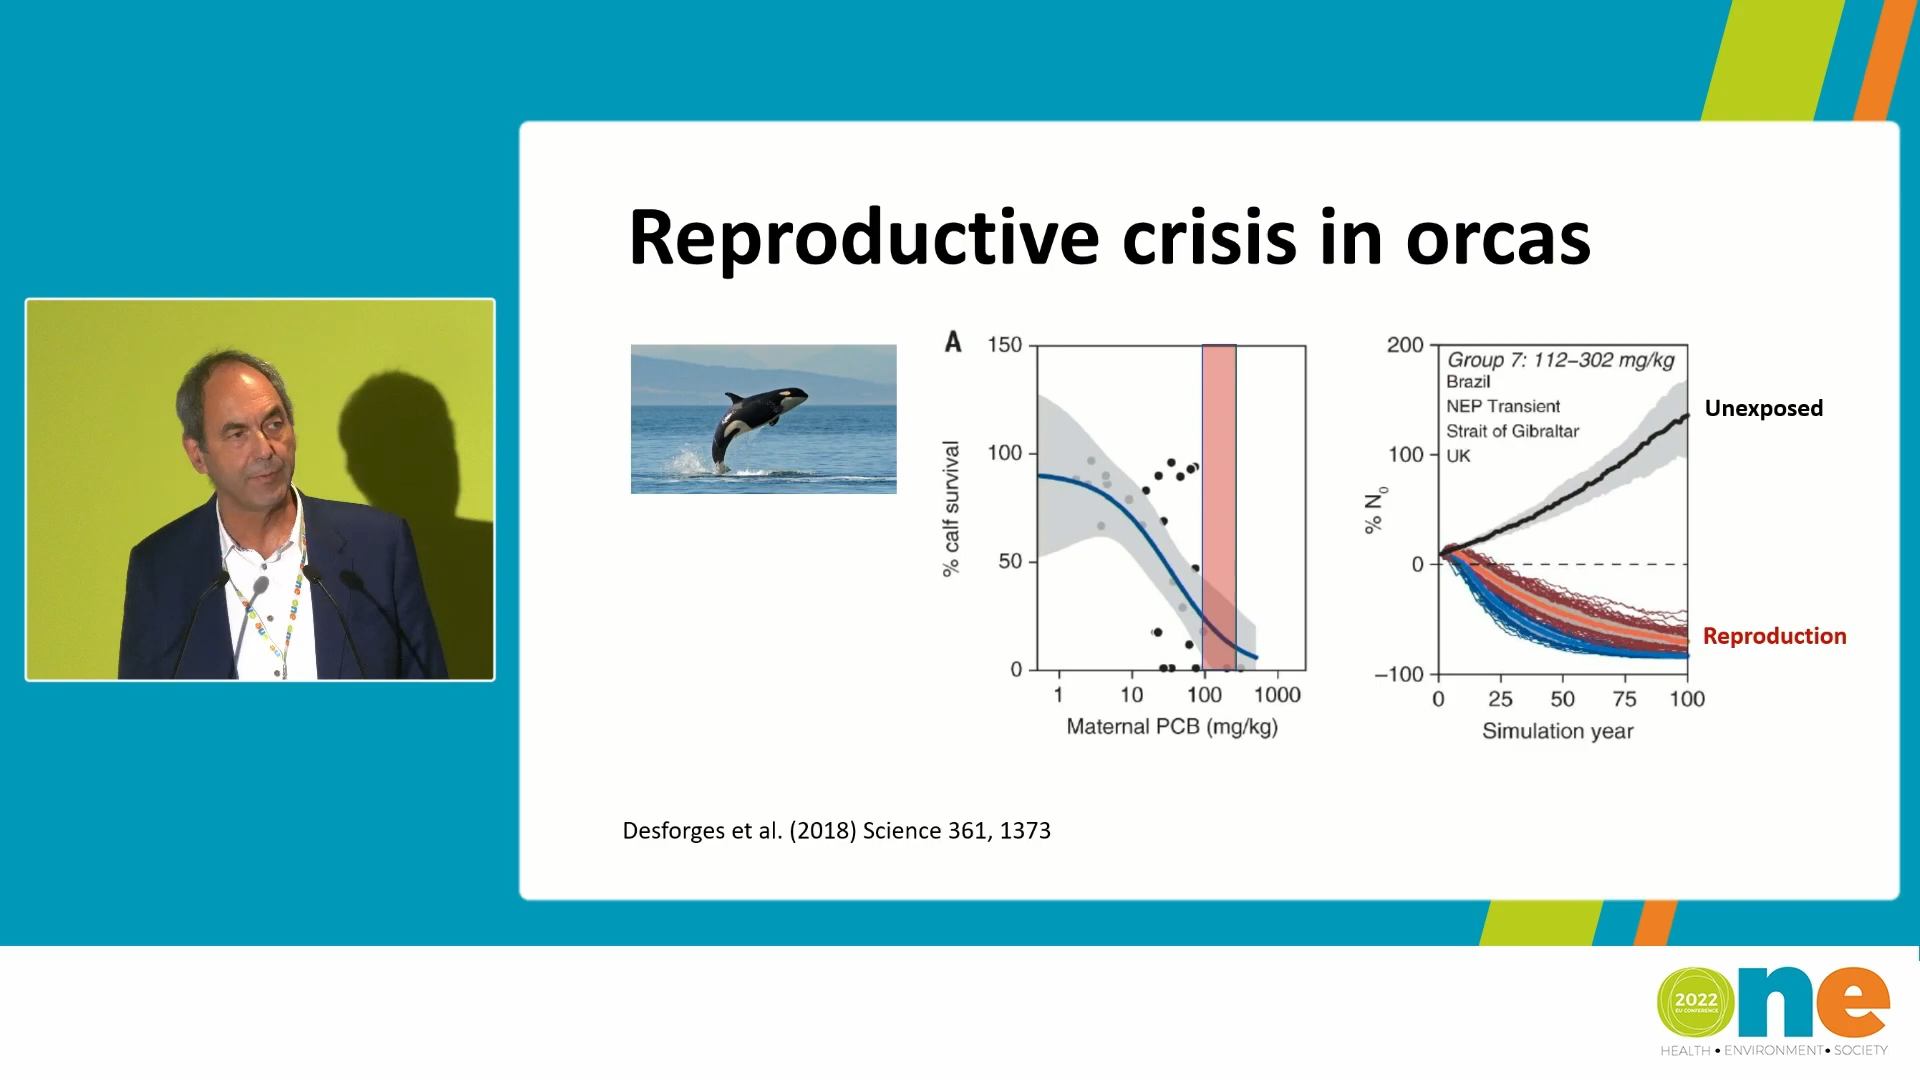 Reproductive crisis in orcas
A
150
100
50
0
% calf survival
1
10
100
1000
Maternal PCB (mg/kg)
200
100
0
−100
% N0
Group 7: 112–302 mg/kg
Brazil
NEP Transient
Strait of Gibraltar
UK
0
25
50
75
100
Simulation year
Unexposed
Reproduction
Desforges et al. (2018) Science 361, 1373
2022
EU CONFERENCE
one
HEALTH • ENVIRONMENT • SOCIETY